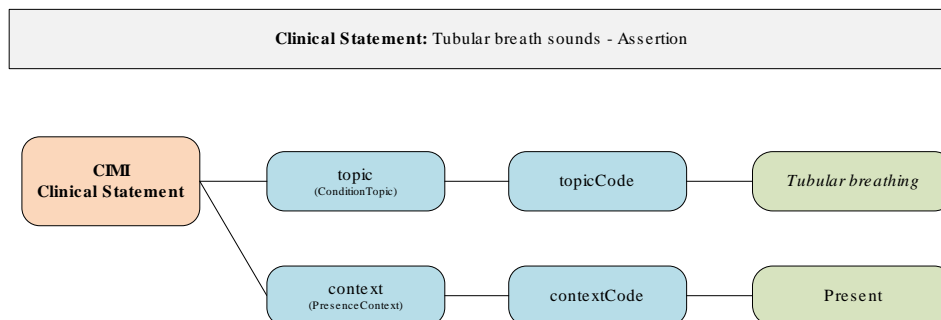 Clinical Statement: Tubular breath sounds - Assertion
CIMI
Clinical Statement
topic
(ConditionTopic)
topicCode
Tubular breathing
context
(PresenceContext)
contextCode
Present